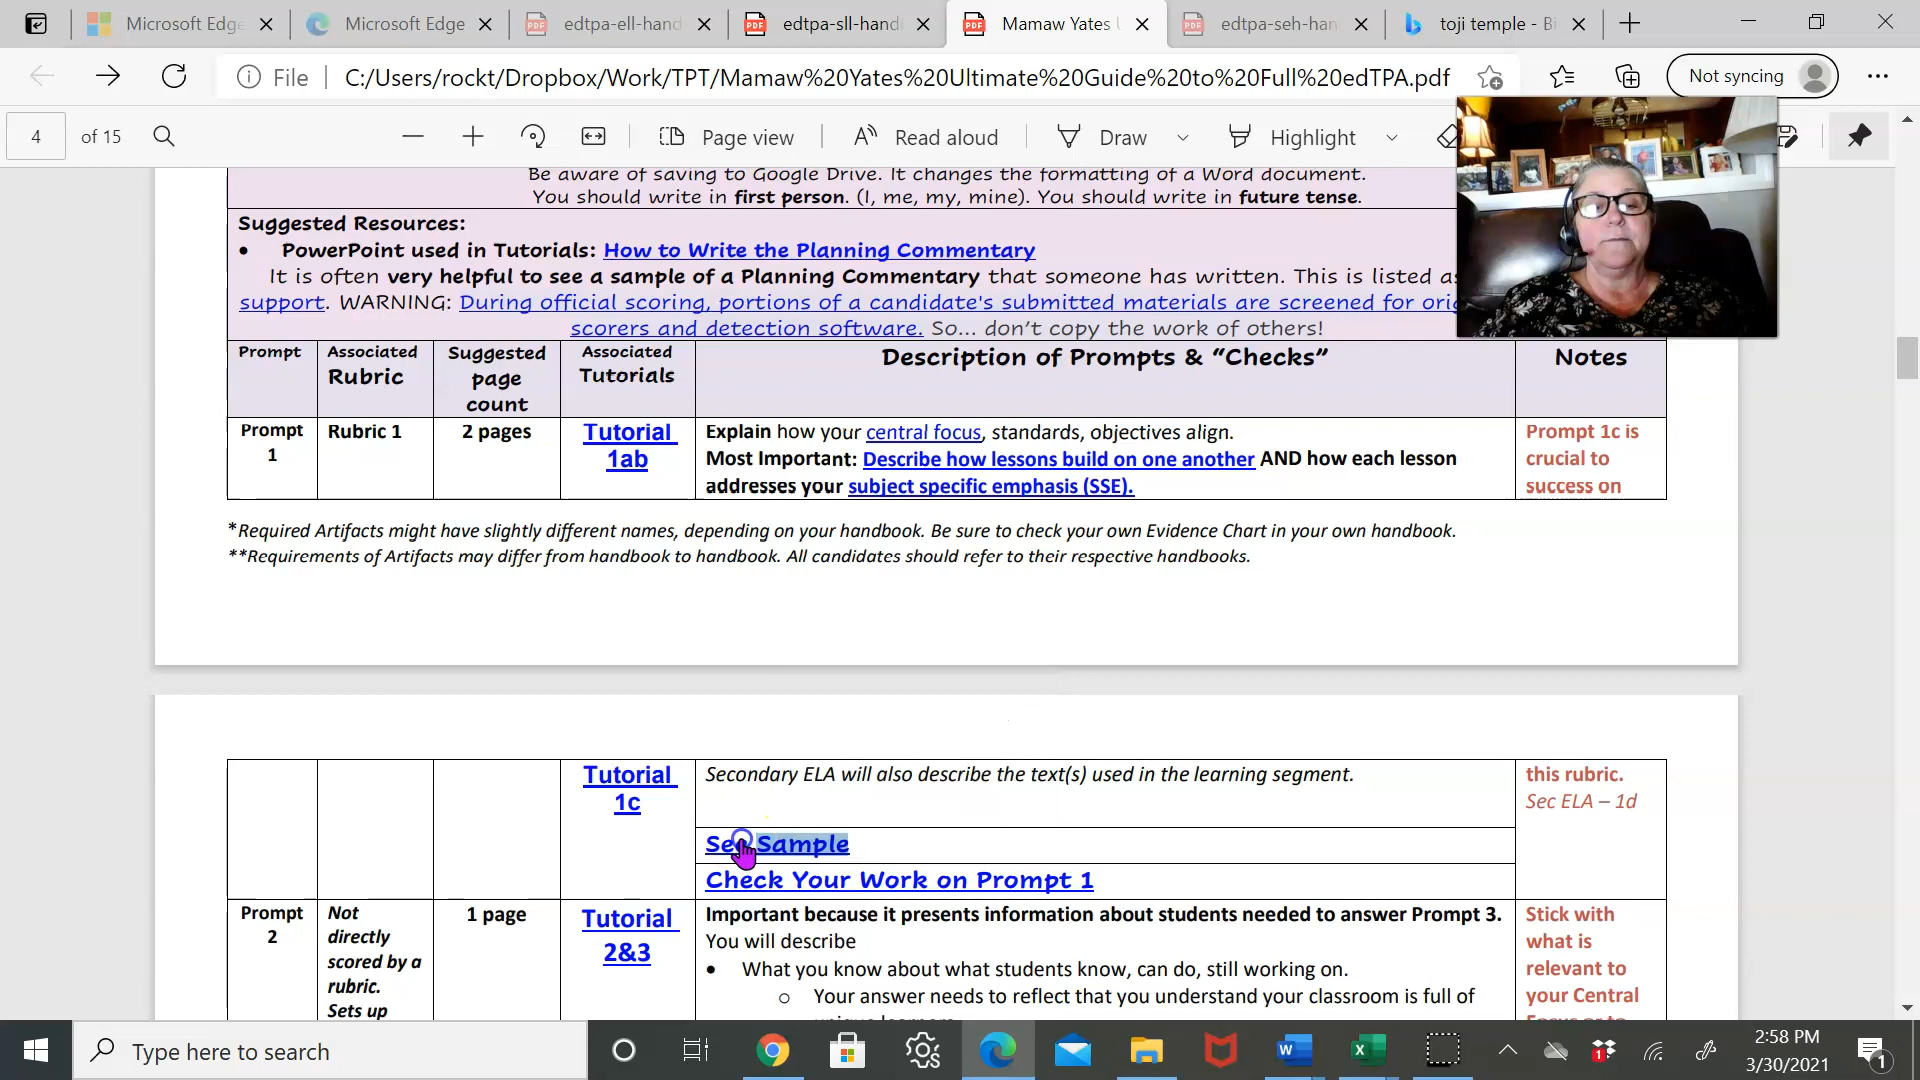 Microsoft Edge
Microsoft Edge
edtpa-ell-hand
edtpa-sll-hand
Mamaw Yates U
edtpa-seh-han
toji temple - Bi
File
C:/Users/rockt/Dropbox/Work/TPT/Mamaw%20Yates%20Ultimate%20Guide%20to%20Full%20edTPA.pdf
Not syncing
4 of 15
Page view
Read aloud
Draw
Highlight
Be aware of saving to Google Drive. It changes the formatting of a Word document.
You should write in first person. (I, me, my, mine). You should write in future tense.
Suggested Resources:
• PowerPoint used in Tutorials: How to Write the Planning Commentary
It is often very helpful to see a sample of a Planning Commentary that someone has written. This is listed as
support. WARNING: During official scoring, portions of a candidate's submitted materials are screened for orig
scorers and detection software. So... don't copy the work of others!
Prompt
Associated
Rubric
Suggested
page
count
Associated
Tutorials
Description of Prompts & "Checks"
Notes
Prompt
1
Rubric 1
2 pages
Tutorial
1ab
Explain how your central focus, standards, objectives align.
Most Important: Describe how lessons build on one another AND how each lesson
addresses your subject specific emphasis (SSE).
Prompt 1c is
crucial to
success on
*Required Artifacts might have slightly different names, depending on your handbook. Be sure to check your own Evidence Chart in your own handbook.
**Requirements of Artifacts may differ from handbook to handbook. All candidates should refer to their respective handbooks.
Tutorial
1c
Secondary ELA will also describe the text(s) used in the learning segment.
this rubric.
Sec ELA – 1d
See Sample
Check Your Work on Prompt 1
Prompt
2
Not
directly
scored by a
rubric.
Sets up
1 page
Tutorial
2&3
Important because it presents information about students needed to answer Prompt 3.
You will describe
• What you know about what students know, can do, still working on.
o Your answer needs to reflect that you understand your classroom is full of
Stick with
what is
relevant to
your Central
Type here to search
2:58 PM
3/30/2021
1
1